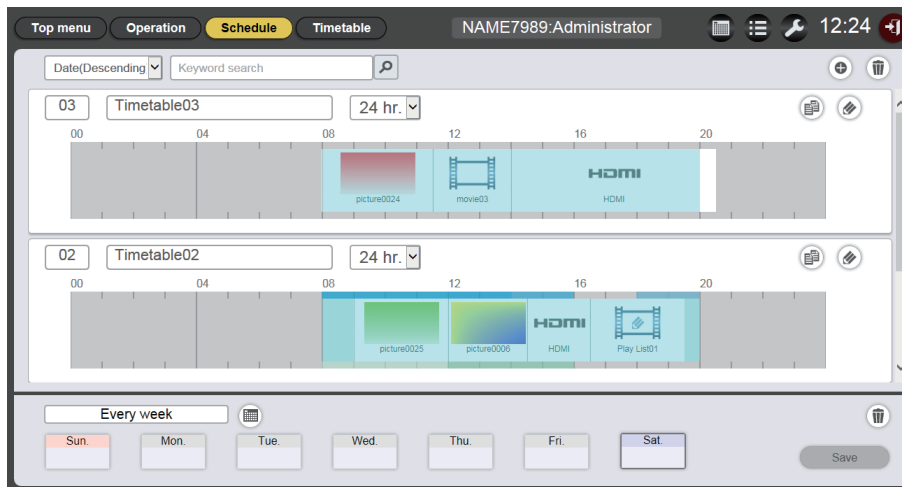 Top menu Operation Schedule Timetable NAME7989:Administrator 12:24
Date(Descending Keyword search
03 Timetable03 24 hr.
00 04 08 12 16 20
HDMI
picture0024 movie03 HDMI
02 Timetable02 24 hr.
00 04 08 12 16 20
HDMI
picture0025 picture0006 HDMI Play List01
Every week
Sun. Mon. Tue. Wed. Thu. Fri. Sat.
Save